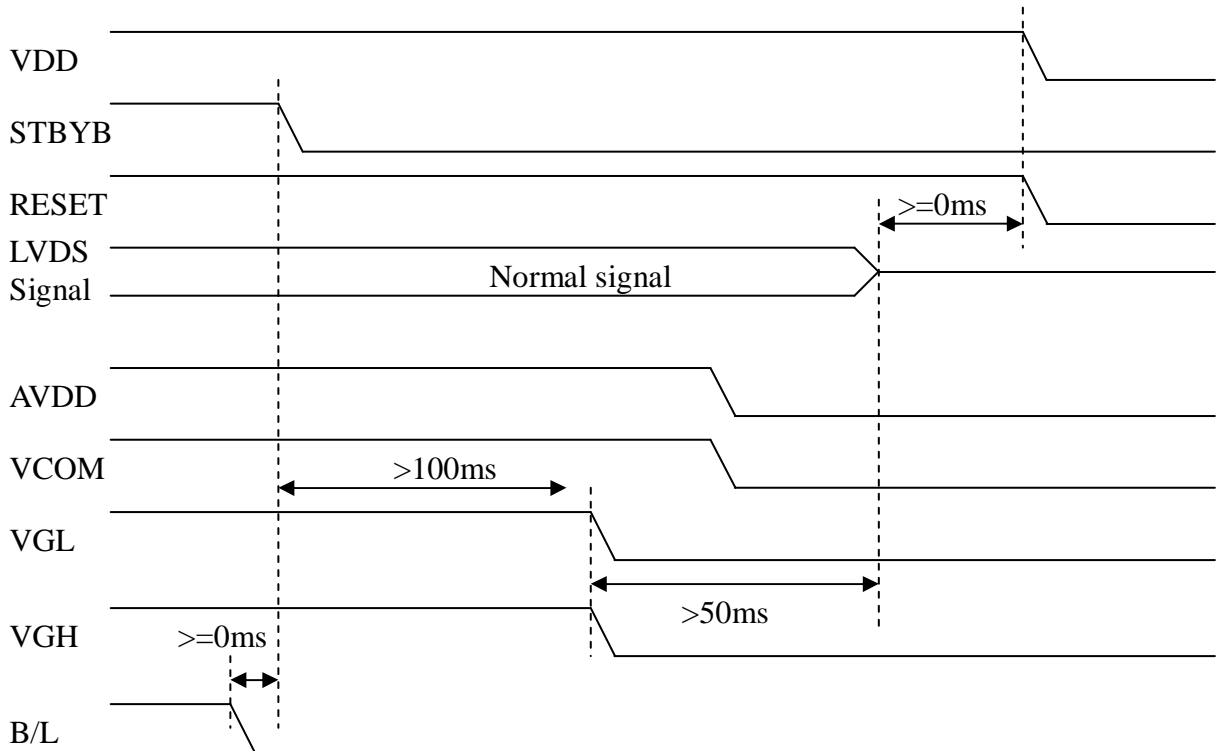 VDD
STBYB
RESET
>=0ms
LVDS
Signal
Normal signal
AVDD
VCOM
>100ms
VGL
>50ms
VGH
>=0ms
B/L